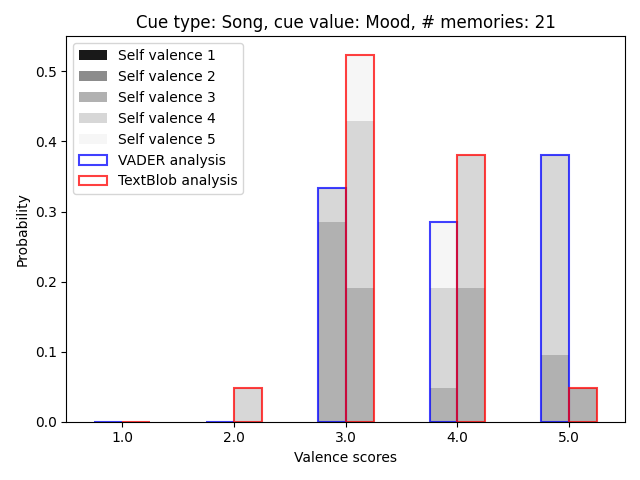 Cue type: Song, cue value: Mood, # memories: 21
Self valence 1
Self valence 2
Self valence 3
Self valence 4
Self valence 5
VADER analysis
TextBlob analysis
Probability
0.5
0.4
0.3
0.2
0.1
0.0
1.0 2.0 3.0 4.0 5.0
Valence scores